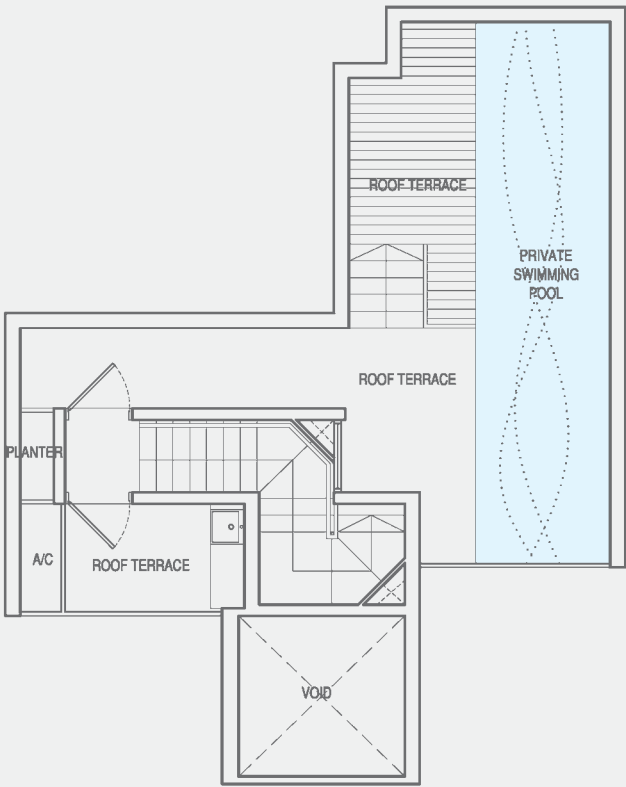 ROOF TERRACE
PRIVATE
SWIMMING
POOL
ROOF TERRACE
PLANTER
A/C
ROOF TERRACE
VOID